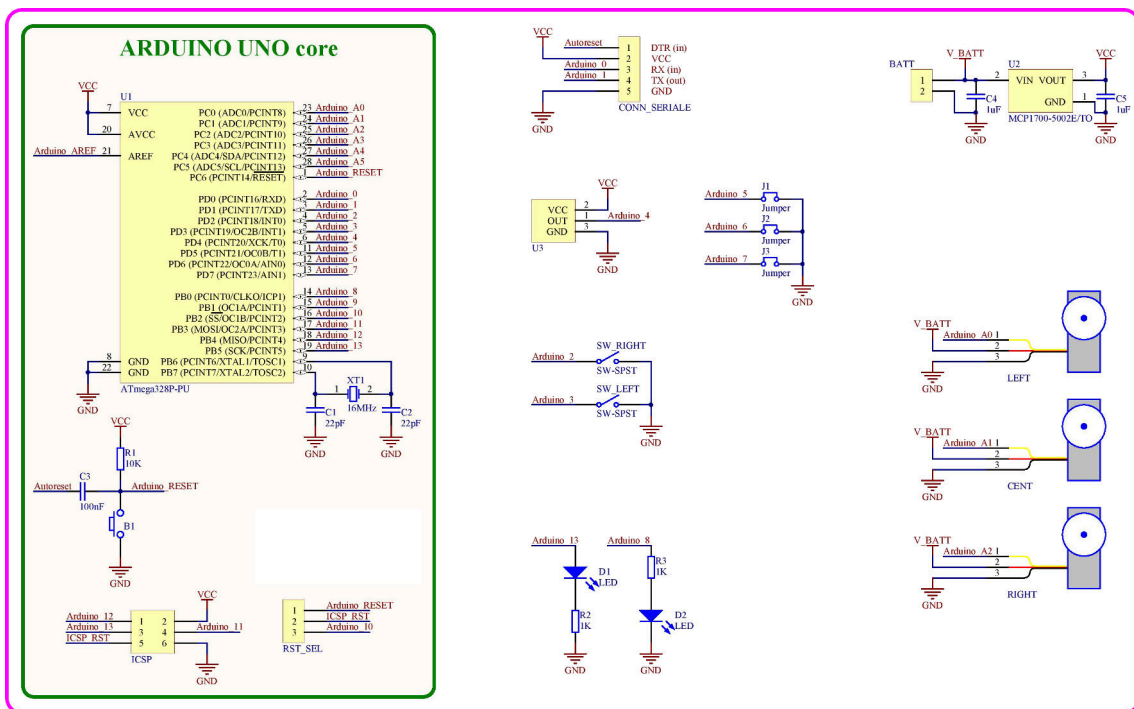 ARDUINO UNO core
VCC
U1
7 VCC
20 AVCC
Arduino_AREF 21 AREF
PC0 (ADC0/PCINT8) 23 Arduino_A0
PC1 (ADC1/PCINT9) 24 Arduino_A1
PC2 (ADC2/PCINT10) 25 Arduino_A2
PC3 (ADC3/PCINT11) 26 Arduino_A3
PC4 (ADC4/SDA/PCINT12) 27 Arduino_A4
PC5 (ADC5/SCL/PCINT13) 28 Arduino_A5
PC6 (PCINT14/RESET) 1 Arduino_RESET
PD0 (PCINT16/RXD) 2 Arduino_0
PD1 (PCINT17/TXD) 3 Arduino_1
PD2 (PCINT18/INT0) 4 Arduino_2
PD3 (PCINT19/OC2B/INT1) 5 Arduino_3
PD4 (PCINT20/XCK/T0) 6 Arduino_4
PD5 (PCINT21/OC0B/T1) 11 Arduino_5
PD6 (PCINT22/OC0A/AIN0) 12 Arduino_6
PD7 (PCINT23/AIN1) 13 Arduino_7
PB0 (PCINT0/CLKO/ICP1) 14 Arduino_8
PB1 (OC1A/PCINT1) 15 Arduino_9
PB2 (SS/OC1B/PCINT2) 16 Arduino_10
PB3 (MOSI/OC2A/PCINT3) 17 Arduino_11
PB4 (MISO/PCINT4) 18 Arduino_12
PB5 (SCK/PCINT5) 19 Arduino_13
8 GND PB6 (PCINT6/XTAL1/TOSC1) 9
22 GND PB7 (PCINT7/XTAL2/TOSC2) 10
GND
ATmega328P-PU
XT1
1 2
16MHz
C1
22pF
GND
C2
22pF
GND
VCC
R1
10K
C3
Autoreset
100nF
Arduino_RESET
B1
GND
VCC
Arduino_12 1 2
Arduino_13 3 4 Arduino_11
ICSP_RST 5 6
ICSP
GND
1 Arduino_RESET
2 ICSP_RST
3 Arduino_10
RST_SEL
VCC
Autoreset 1 DTR (in)
2 VCC
Arduino_0 3 RX (in)
Arduino_1 4 TX (out)
5 GND
CONN_SERIALE
GND
VCC
VCC 2
OUT 1 Arduino_4
GND 3
U3
GND
J1
Arduino_5
Jumper
J2
Arduino_6
Jumper
J3
Arduino_7
Jumper
GND
SW_RIGHT
Arduino_2
SW-SPST
SW_LEFT
Arduino_3
SW-SPST
GND
Arduino_13
D1
LED
R2
1K
GND
Arduino_8
R3
1K
D2
LED
GND
BATT
1
2
V_BATT
C4
1uF
GND
U2
2 VIN VOUT 3
GND 1
MCP1700-5002E/TO
VCC
C5
1uF
GND
V_BATT
Arduino_A0 1
2
3
GND
LEFT
V_BATT
Arduino_A1 1
2
3
GND
CENT
V_BATT
Arduino_A2 1
2
3
GND
RIGHT